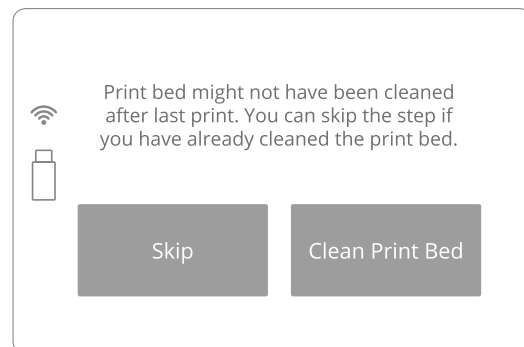 Print bed might not have been cleaned
after last print. You can skip the step if
you have already cleaned the print bed.
Skip
Clean Print Bed